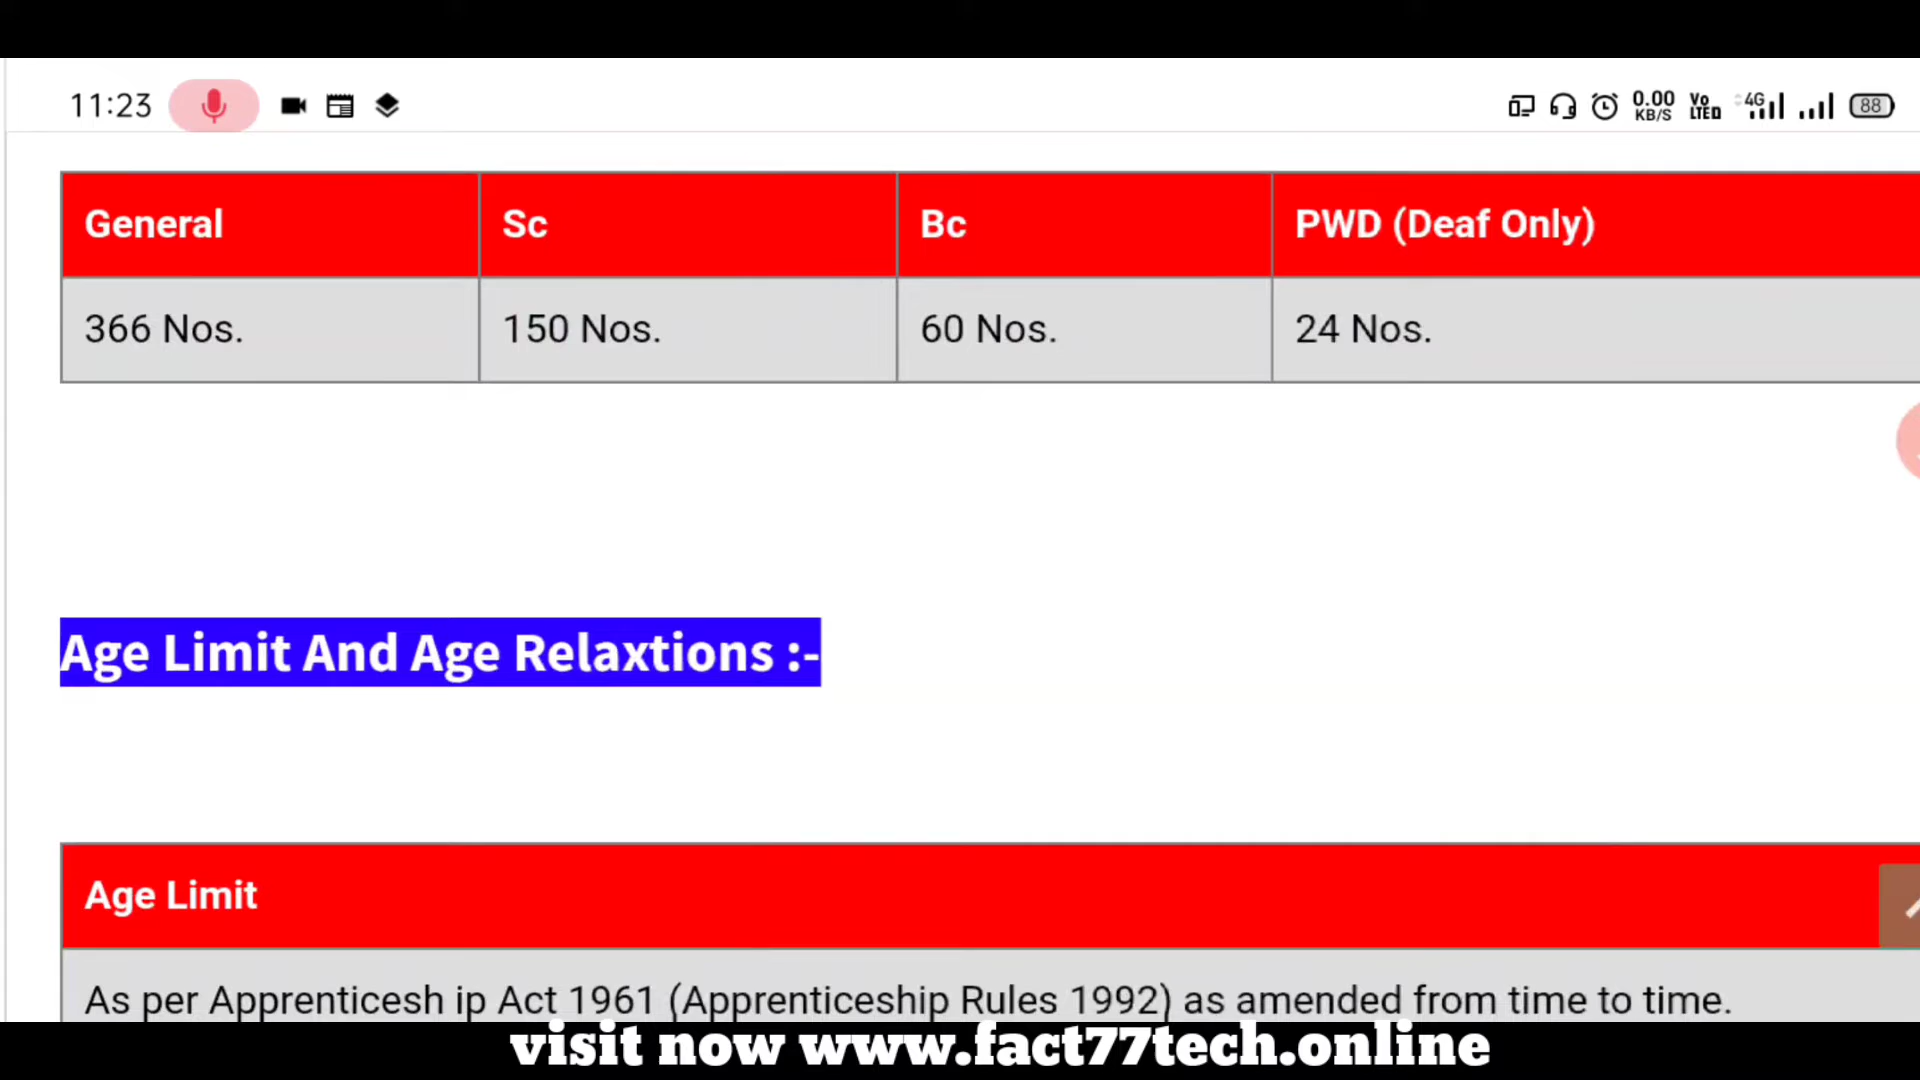 11:23 0.00 KB/S Vo LTE 4G 88
General Sc Bc PWD (Deaf Only)
366 Nos. 150 Nos. 60 Nos. 24 Nos.
Age Limit And Age Relaxtions :-
Age Limit
As per Apprenticesh ip Act 1961 (Apprenticeship Rules 1992) as amended from time to time.
visit now www.fact77tech.online